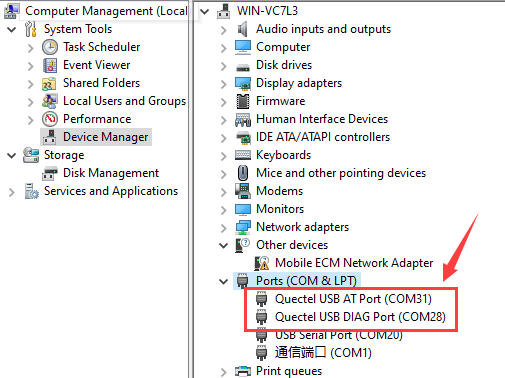 Computer Management (Local
System Tools
Task Scheduler
Event Viewer
Shared Folders
Local Users and Groups
Performance
Device Manager
Storage
Disk Management
Services and Applications
WIN-VC7L3
Audio inputs and outputs
Computer
Disk drives
Display adapters
Firmware
Human Interface Devices
IDE ATA/ATAPI controllers
Keyboards
Mice and other pointing devices
Modems
Monitors
Network adapters
Other devices
Mobile ECM Network Adapter
Ports (COM & LPT)
Quectel USB AT Port (COM31)
Quectel USB DIAG Port (COM28)
USB Serial Port (COM20)
通信端口 (COM1)
Print queues